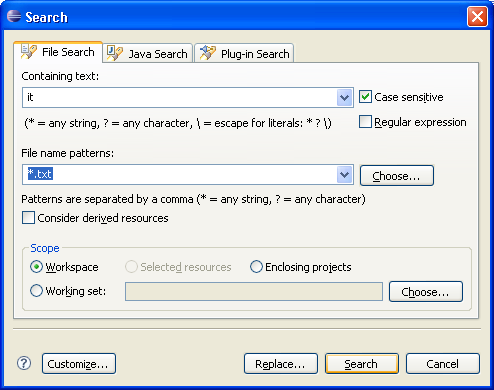 Search
File Search Java Search Plug-in Search
Containing text:
it Case sensitive
(* = any string, ? = any character, \ = escape for literals: * ? \) Regular expression
File name patterns:
*.txt Choose...
Patterns are separated by a comma (* = any string, ? = any character)
Consider derived resources
Scope
Workspace Selected resources Enclosing projects
Working set: Choose...
? Customize... Replace... Search Cancel